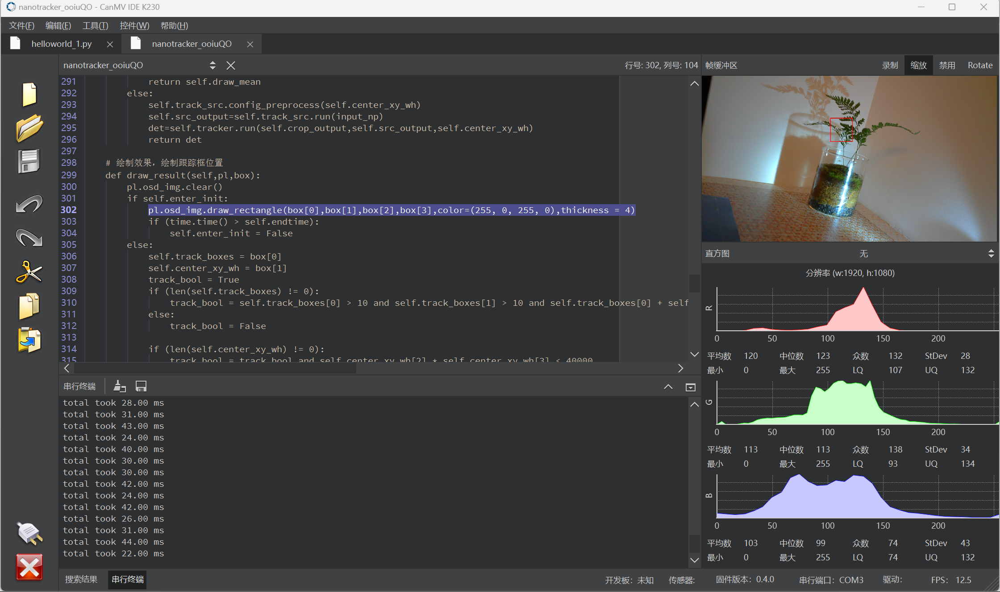 nanotracker_ooiuQO - CanMV IDE K230
文件(F) 编辑(E) 工具(T) 控件(W) 帮助(H)
helloworld_1.py nanotracker_ooiuQO
nanotracker_ooiuQO 行号: 302, 列号: 104
291 return self.draw_mean
292 else:
293 self.track_src.config_preprocess(self.center_xy_wh)
294 self.src_output=self.track_src.run(input_np)
295 det=self.tracker.run(self.crop_output,self.src_output,self.center_xy_wh)
296 return det
297
298 # 绘制效果，绘制跟踪框位置
299 def draw_result(self,pl,box):
300 pl.osd_img.clear()
301 if self.enter_init:
302 pl.osd_img.draw_rectangle(box[0],box[1],box[2],box[3],color=(255, 0, 255, 0),thickness = 4)
303 if (time.time() > self.endtime):
304 self.enter_init = False
305 else:
306 self.track_boxes = box[0]
307 self.center_xy_wh = box[1]
308 track_bool = True
309 if (len(self.track_boxes) != 0):
310 track_bool = self.track_boxes[0] > 10 and self.track_boxes[1] > 10 and self.track_boxes[0] + self
311 else:
312 track_bool = False
313
314 if (len(self.center_xy_wh) != 0):
315 track_bool = track_bool and self.center_xy_wh[2] * self.center_xy_wh[3] < 40000
串行终端
total took 28.00 ms
total took 31.00 ms
total took 43.00 ms
total took 24.00 ms
total took 40.00 ms
total took 30.00 ms
total took 30.00 ms
total took 42.00 ms
total took 24.00 ms
total took 42.00 ms
total took 26.00 ms
total took 31.00 ms
total took 44.00 ms
total took 22.00 ms
帧缓冲区 录制 缩放 禁用 Rotate
直方图 无
分辨率 (w:1920, h:1080)
R
0 50 100 150 200
平均数 120 中位数 123 众数 132 StDev 28
最小 0 最大 255 LQ 107 UQ 132
G
0 50 100 150 200
平均数 113 中位数 113 众数 138 StDev 34
最小 0 最大 255 LQ 93 UQ 134
B
0 50 100 150 200
平均数 103 中位数 99 众数 74 StDev 43
最小 0 最大 255 LQ 74 UQ 132
搜索结果 串行终端 开发板：未知 传感器: 固件版本：0.4.0 串行端口：COM3 驱动： FPS： 12.5